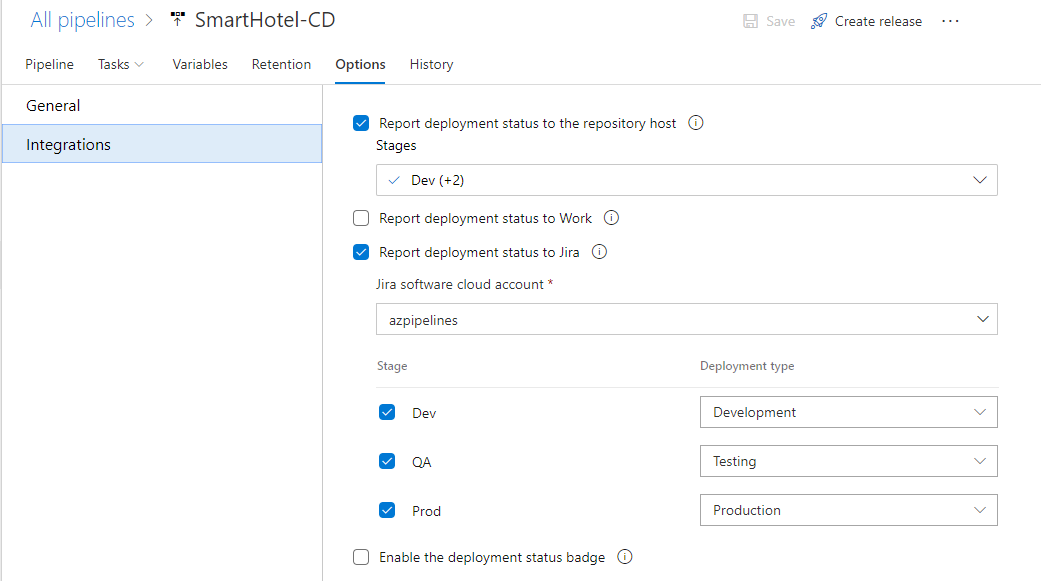 All pipelines > SmartHotel-CD
Save Create release ...
Pipeline Tasks Variables Retention Options History
General
Integrations
Report deployment status to the repository host
Stages
Dev (+2)
Report deployment status to Work
Report deployment status to Jira
Jira software cloud account *
azpipelines
Stage Deployment type
Dev Development
QA Testing
Prod Production
Enable the deployment status badge